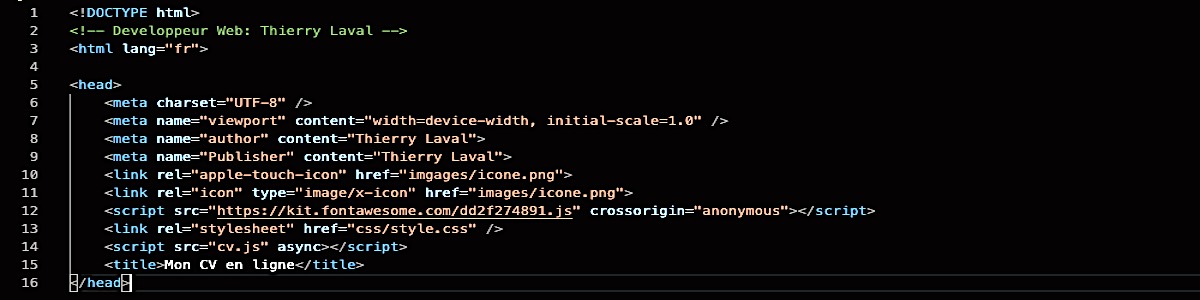 1 <!DOCTYPE html>
2 <!-- Developpeur Web: Thierry Laval -->
3 <html lang="fr">
4
5 <head>
6 <meta charset="UTF-8" />
7 <meta name="viewport" content="width=device-width, initial-scale=1.0" />
8 <meta name="author" content="Thierry Laval">
9 <meta name="Publisher" content="Thierry Laval">
10 <link rel="apple-touch-icon" href="imgages/icone.png">
11 <link rel="icon" type="image/x-icon" href="images/icone.png">
12 <script src="https://kit.fontawesome.com/dd2f274891.js" crossorigin="anonymous"></script>
13 <link rel="stylesheet" href="css/style.css" />
14 <script src="cv.js" async></script>
15 <title>Mon CV en ligne</title>
16 </head>